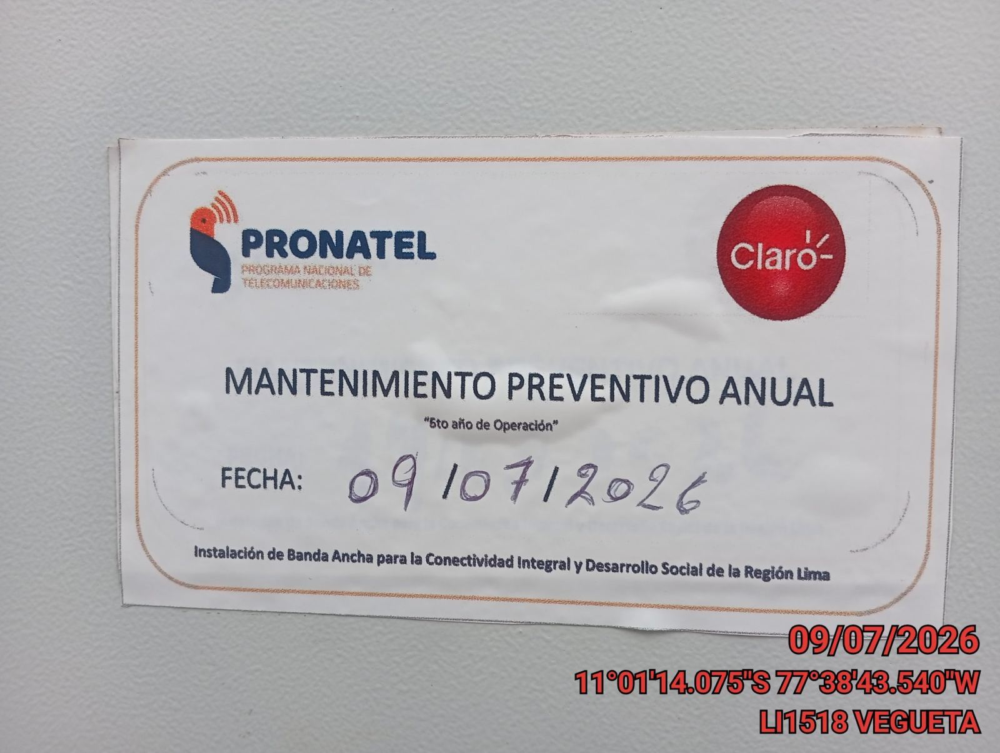 PRONATEL
PROGRAMA NACIONAL DE
TELECOMUNICACIONES
Claro
MANTENIMIENTO PREVENTIVO ANUAL
"5to año de Operación"
FECHA: 09/07/2026
Instalación de Banda Ancha para la Conectividad Integral y Desarrollo Social de la Región Lima
09/07/2026
11°01'14.075"S 77°38'43.540"W
LI1518 VEGUETA